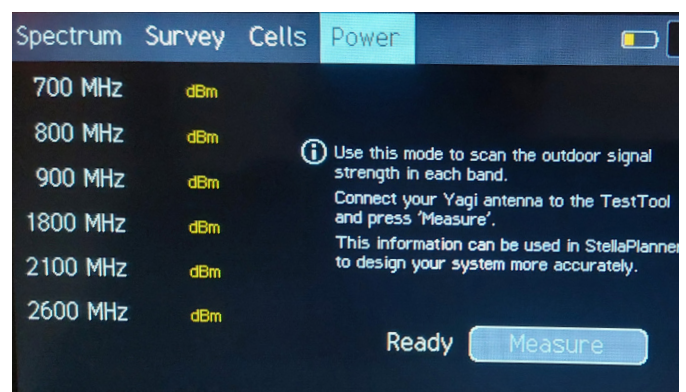 Spectrum Survey Cells Power
700 MHz dBm
800 MHz dBm
900 MHz dBm
1800 MHz dBm
2100 MHz dBm
2600 MHz dBm
Use this mode to scan the outdoor signal
strength in each band.
Connect your Yagi antenna to the TestTool
and press 'Measure'.
This information can be used in StellaPlanner
to design your system more accurately.
Ready Measure